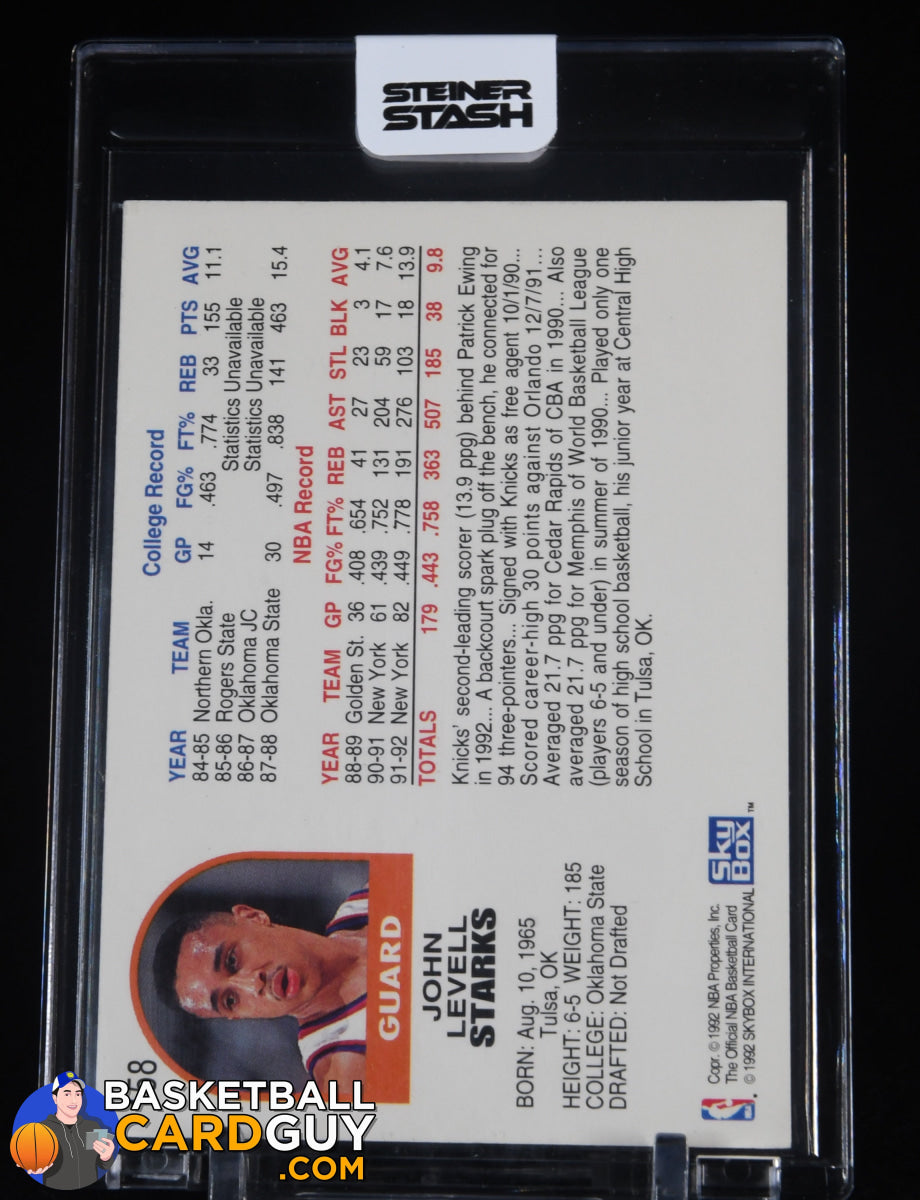 STEINER
STASH
58
GUARD
JOHN
LEVELL
STARKS
BORN: Aug. 10, 1965
Tulsa, OK
HEIGHT: 6-5 WEIGHT: 185
COLLEGE: Oklahoma State
DRAFTED: Not Drafted
College Record
YEAR TEAM GP FG% FT% REB PTS AVG
84-85 Northern Okla. 14 .463 .774 33 155 11.1
85-86 Rogers State Statistics Unavailable
86-87 Oklahoma JC Statistics Unavailable
87-88 Oklahoma State 30 .497 .838 141 463 15.4
NBA Record
YEAR TEAM GP FG% FT% REB AST STL BLK AVG
88-89 Golden St. 36 .408 .654 41 27 23 3 4.1
90-91 New York 61 .439 .752 131 204 59 17 7.6
91-92 New York 82 .449 .778 191 276 103 18 13.9
TOTALS 179 .443 .758 363 507 185 38 9.8
Knicks' second-leading scorer (13.9 ppg) behind Patrick Ewing
in 1992... A backcourt spark plug off the bench, he connected for
94 three-pointers... Signed with Knicks as free agent 10/1/90...
Scored career-high 30 points against Orlando 12/7/91...
Averaged 21.7 ppg for Cedar Rapids of CBA in 1990... Also
averaged 21.7 ppg for Memphis of World Basketball League
(players 6-5 and under) in summer of 1990... Played only one
season of high school basketball, his junior year at Central High
School in Tulsa, OK.
Copr. © 1992 NBA Properties, Inc.
The Official NBA Basketball Card
© 1992 SKYBOX INTERNATIONAL
Sky
BOX ™
BASKETBALL
CARDGUY
.COM